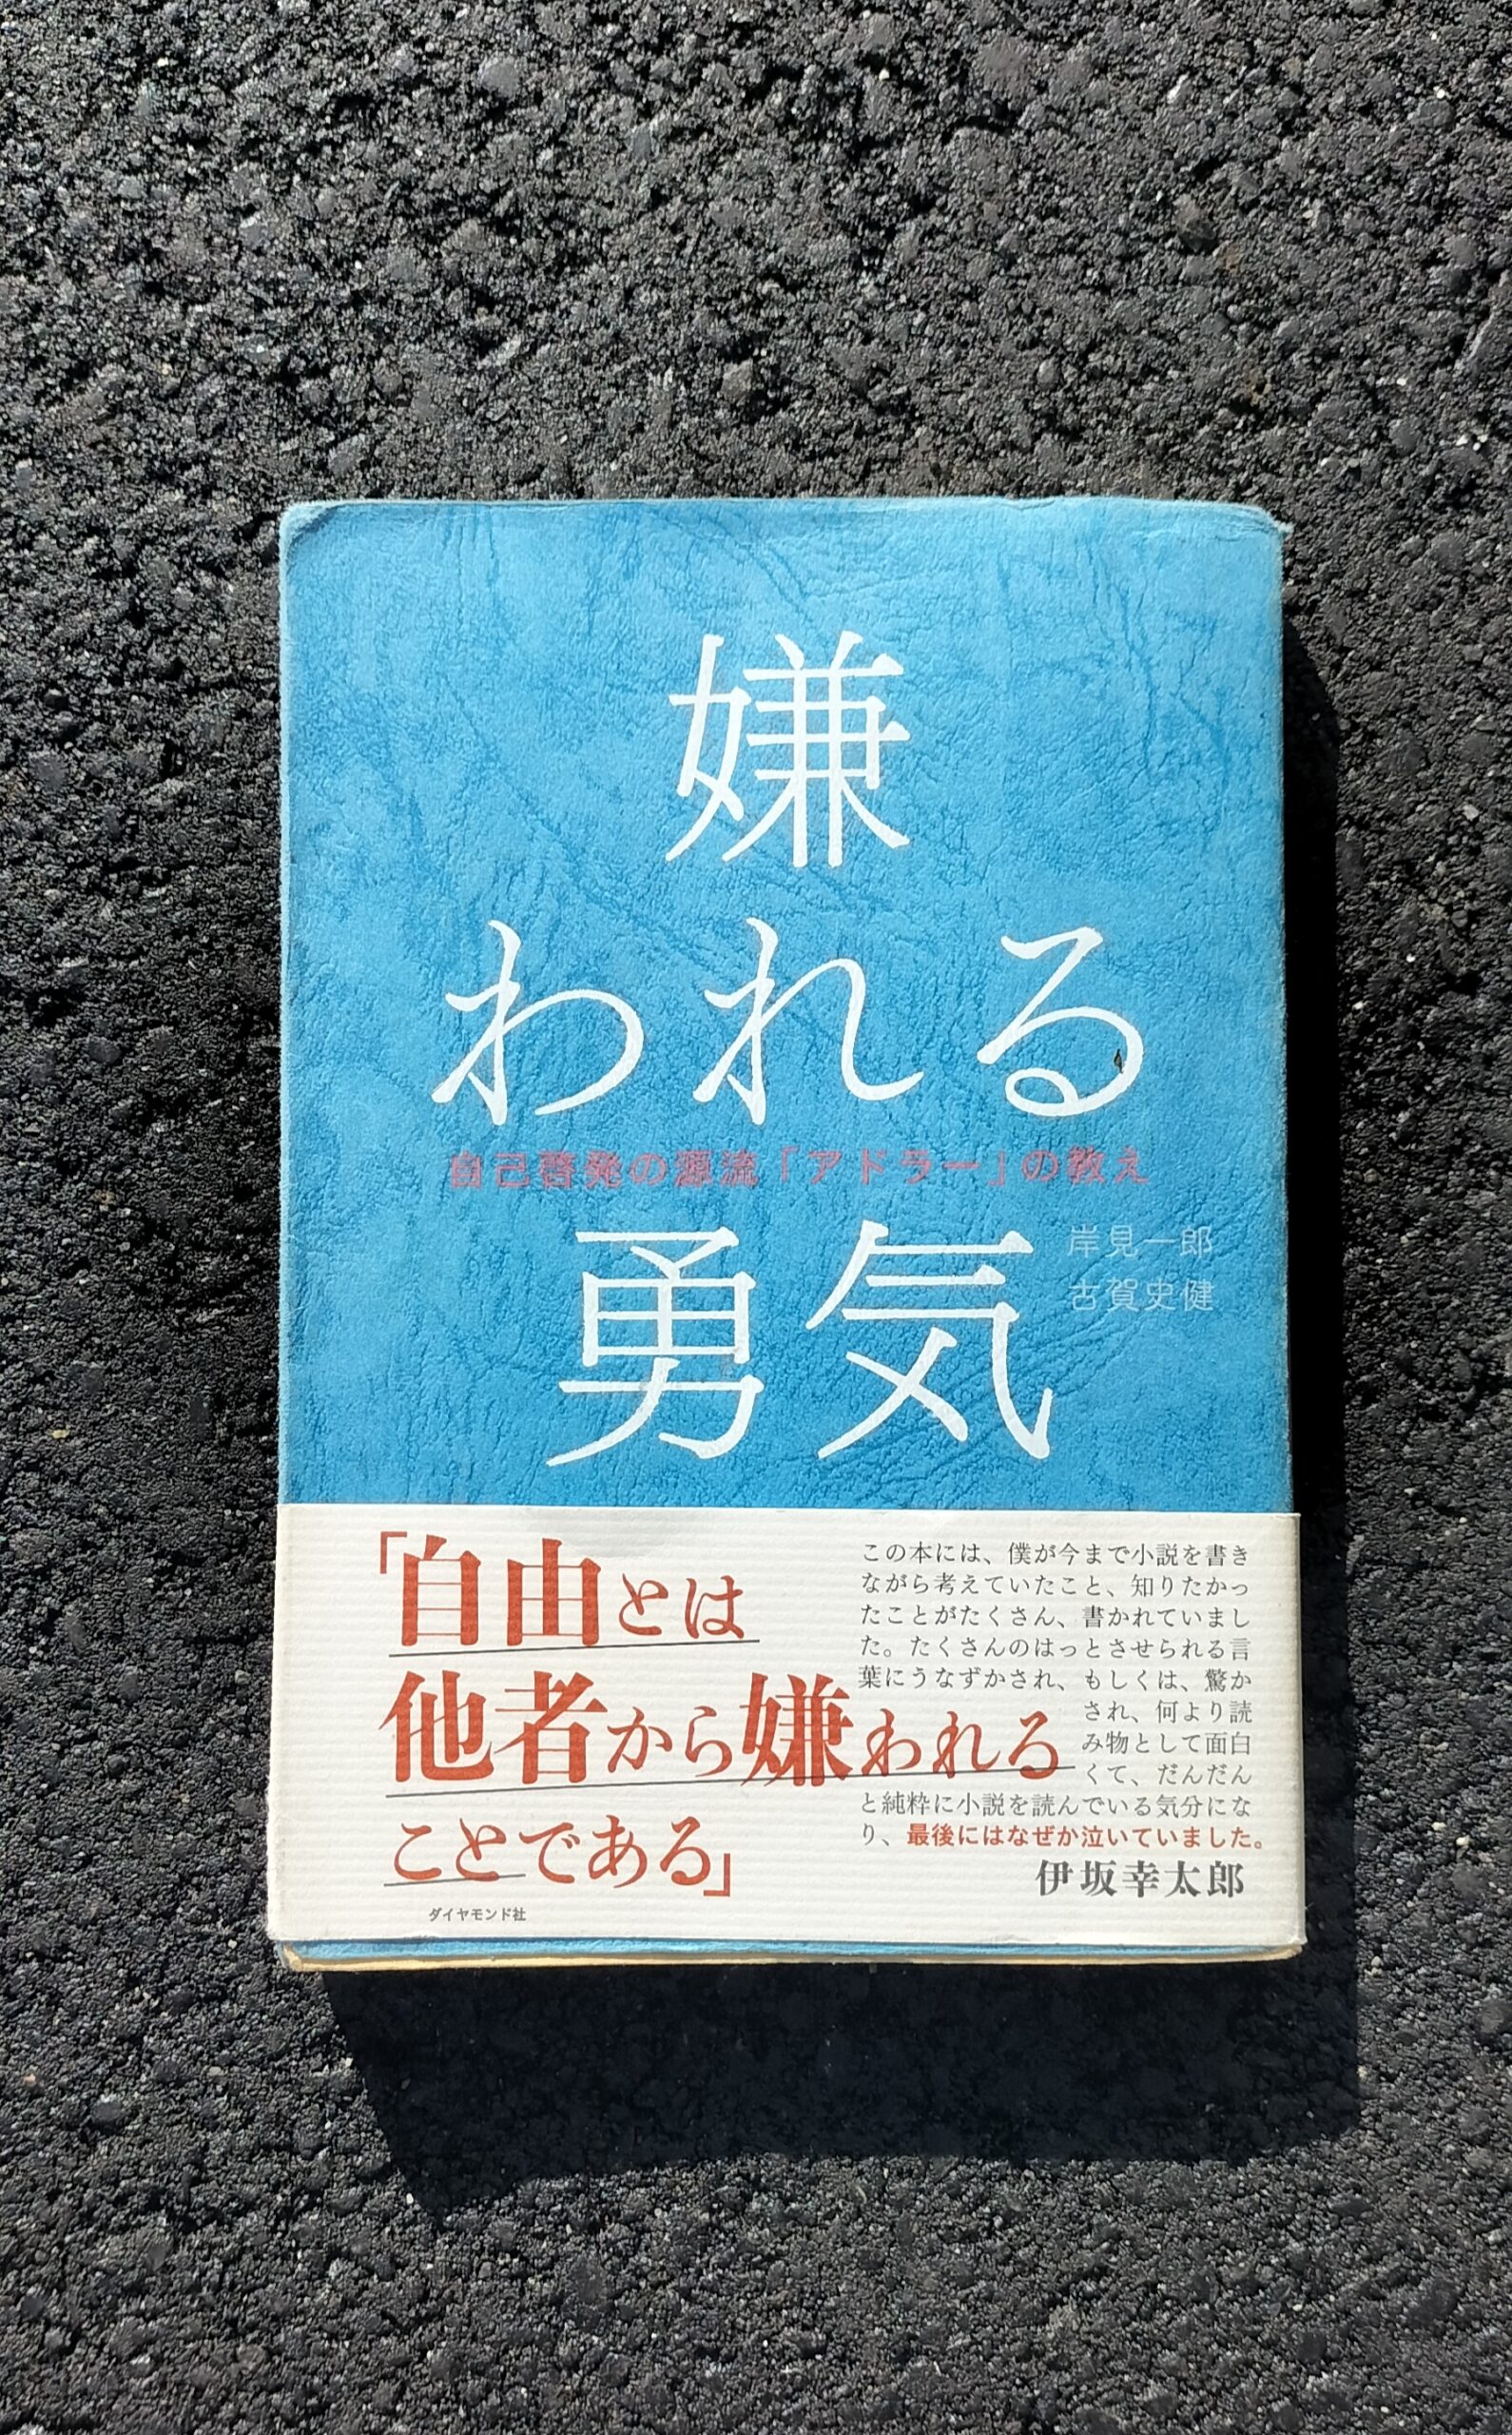 嫌
われる
自己啓発の源流「アドラー」の教え
勇気
岸見一郎
古賀史健
「自由とは
他者から嫌われる
ことである」
ダイヤモンド社
この本には、僕が今まで小説を書き
ながら考えていたこと、知りたかっ
たことがたくさん、書かれていまし
た。たくさんのはっとさせられる言
葉にうなずかされ、もしくは、驚か
され、何より読
み物として面白
くて、だんだん
と純粋に小説を読んでいる気分にな
り、最後にはなぜか泣いていました。
伊坂幸太郎